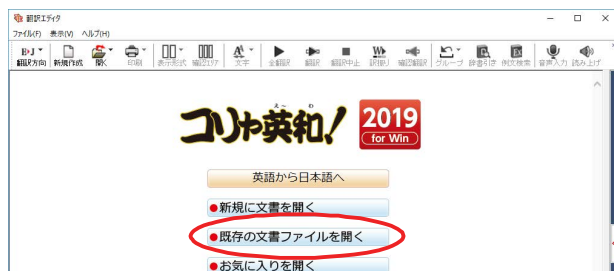 翻訳エディタ
ファイル(F) 表示(V) ヘルプ(H)
E▸J
翻訳方向 新規作成 開く 印刷 表示形式 確認エリア 文字 全翻訳 翻訳 翻訳中止 訳振り 確認翻訳 グループ 辞書引き 例文検索 音声入力 読み上げ
え〜 わ
コリャ英和! 2019
for Win
英語から日本語へ
●新規に文書を開く
●既存の文書ファイルを開く
●お気に入りを開く